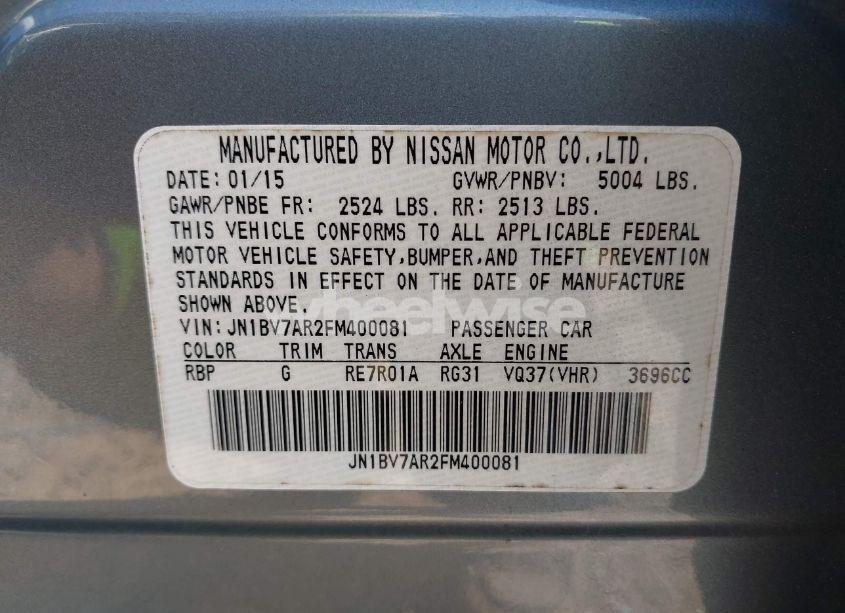 MANUFACTURED BY NISSAN MOTOR CO.,LTD.
DATE: 01/15 GVWR/PNBV: 5004 LBS.
GAWR/PNBE FR: 2524 LBS. RR: 2513 LBS.
THIS VEHICLE CONFORMS TO ALL APPLICABLE FEDERAL
MOTOR VEHICLE SAFETY,BUMPER,AND THEFT PREVENTION
STANDARDS IN EFFECT ON THE DATE OF MANUFACTURE
SHOWN ABOVE.
wheelwise
VIN:JN1BV7AR2FM400081 PASSENGER CAR
COLOR TRIM TRANS AXLE ENGINE
RBP G RE7R01A RG31 VQ37(VHR) 3696CC
JN1BV7AR2FM400081